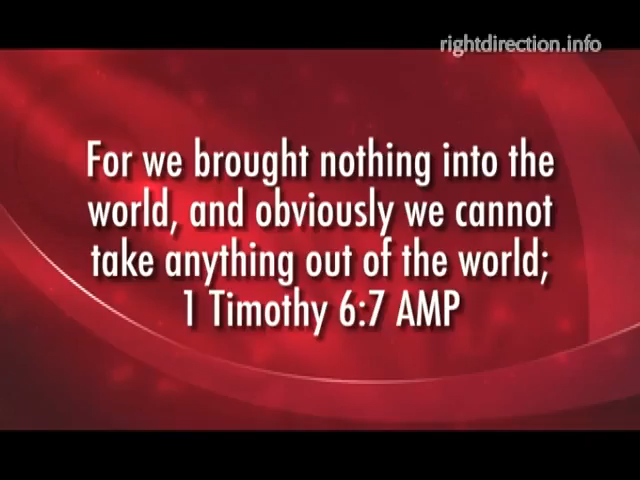 rightdirection.info
For we brought nothing into the
world, and obviously we cannot
take anything out of the world;
1 Timothy 6:7 AMP